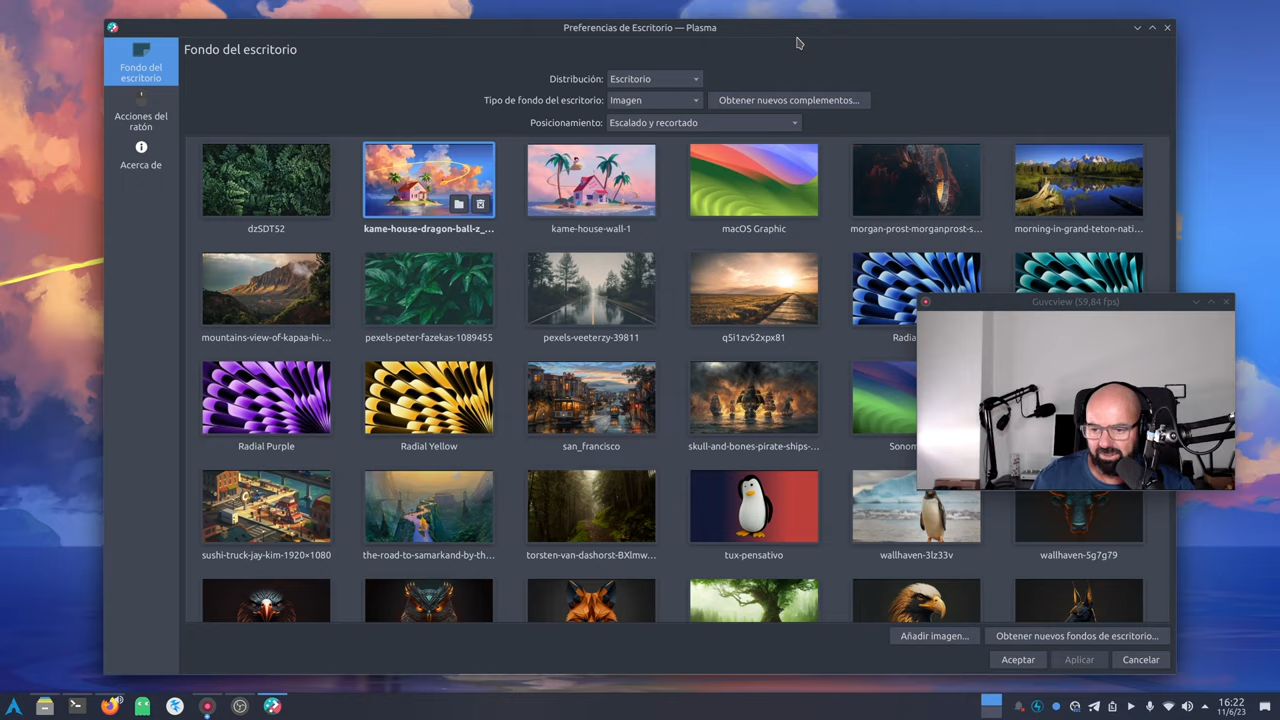 Preferencias de Escritorio — Plasma
Fondo del escritorio
Fondo del escritorio
Acciones del ratón
Acerca de
Distribución: Escritorio
Tipo de fondo del escritorio: Imagen Obtener nuevos complementos...
Posicionamiento: Escalado y recortado
dzSDT52 kame-house-dragon-ball-z_... kame-house-wall-1 macOS Graphic morgan-prost-morganprost-s... morning-in-grand-teton-nati...
mountains-view-of-kapaa-hi-... pexels-peter-fazekas-1089455 pexels-veeterzy-39811 q5i1zv52xpx81 Radia
Guvcview (59,84 fps)
Radial Purple Radial Yellow san_francisco skull-and-bones-pirate-ships-... Sonom
sushi-truck-jay-kim-1920×1080 the-road-to-samarkand-by-th... torsten-van-dashorst-BXlmw... tux-pensativo wallhaven-3lz33v wallhaven-5g7g79
Añadir imagen... Obtener nuevos fondos de escritorio...
Aceptar Aplicar Cancelar
16:22
11/6/23